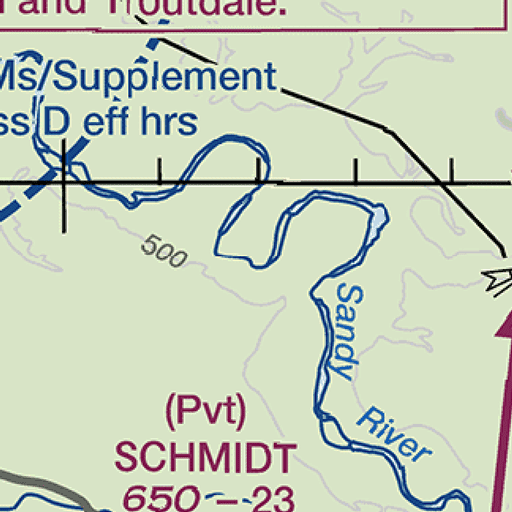 and Troutdale.
Ms/Supplement
ss D eff hrs
500
Sandy
River
(Pvt)
SCHMIDT
650 - 23